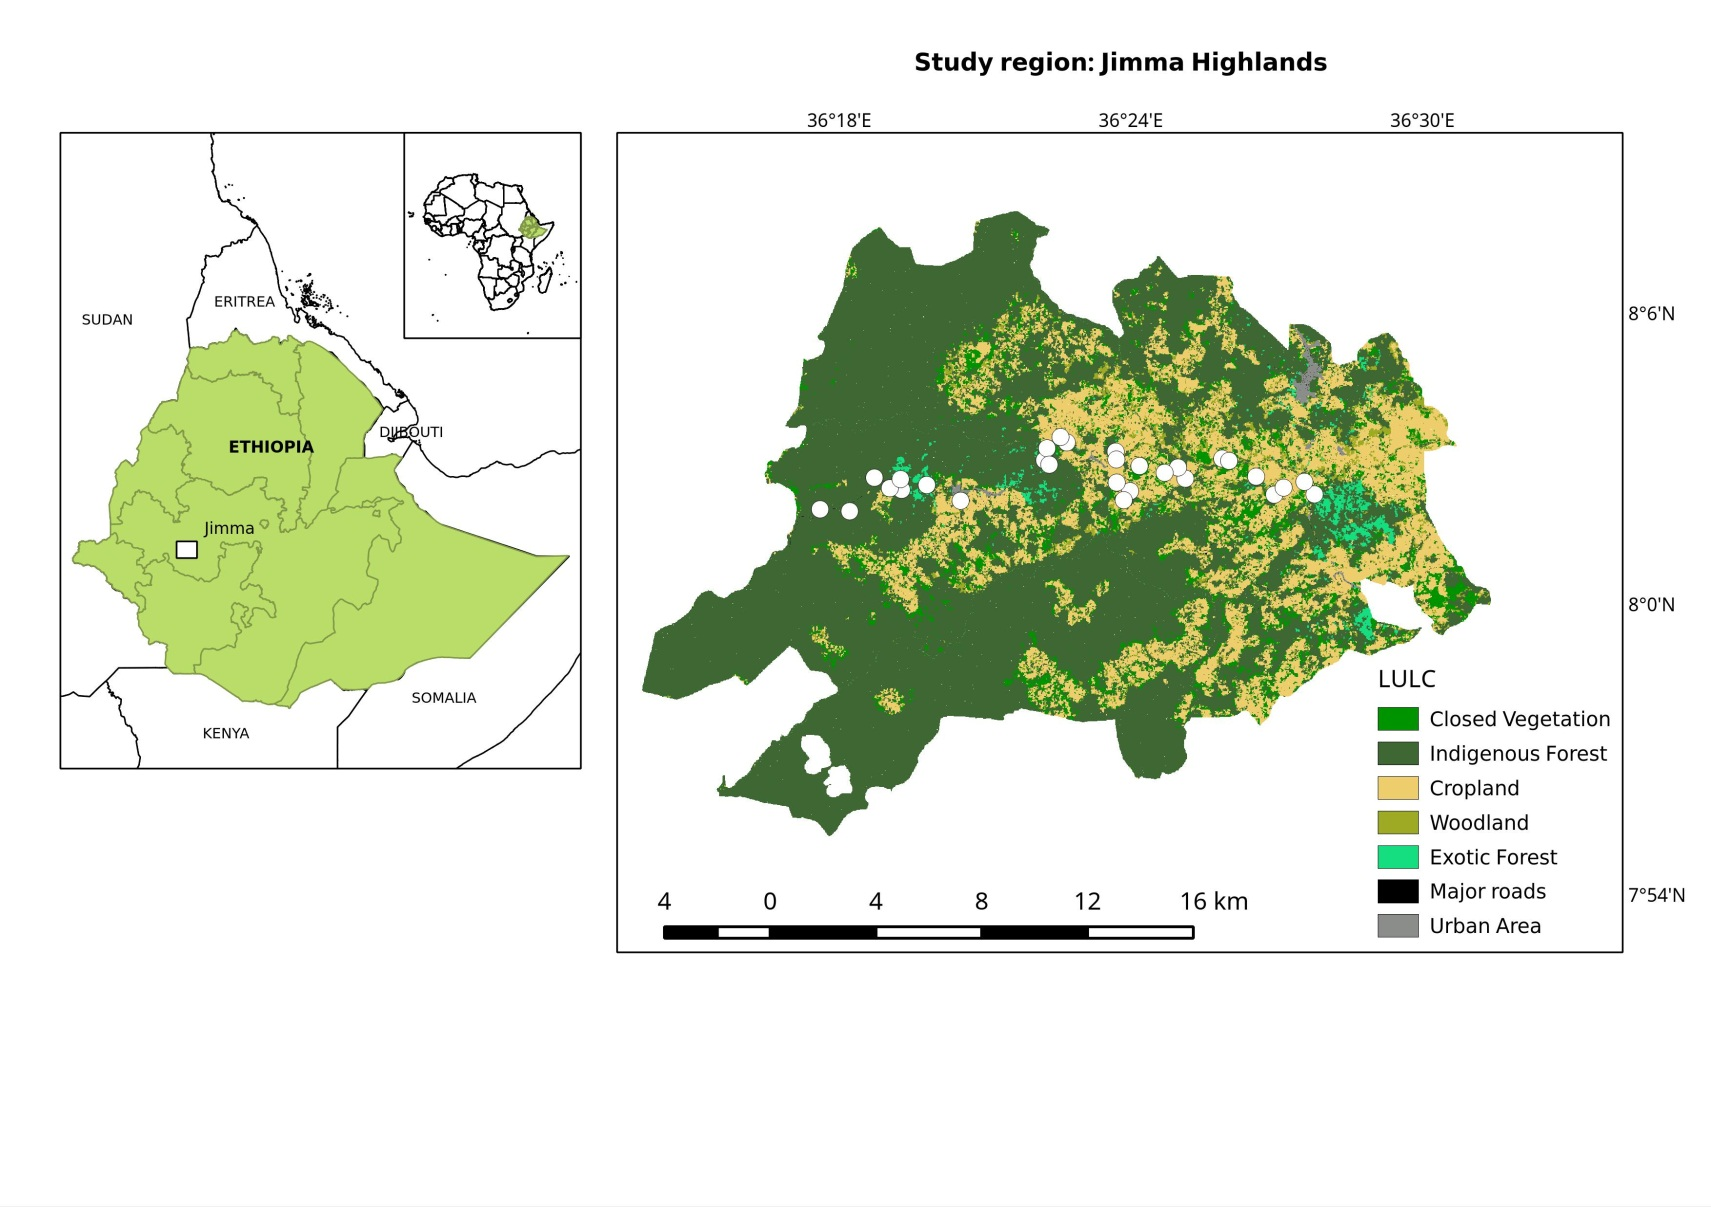 Study region: Jimma Highlands
36°18'E
36°24'E
36°30'E
8°6'N
8°0'N
7°54'N
SUDAN
ERITREA
DJIBOUTI
ETHIOPIA
Jimma
SOMALIA
KENYA
LULC
Closed Vegetation
Indigenous Forest
Cropland
Woodland
Exotic Forest
Major roads
Urban Area
4 0 4 8 12 16 km